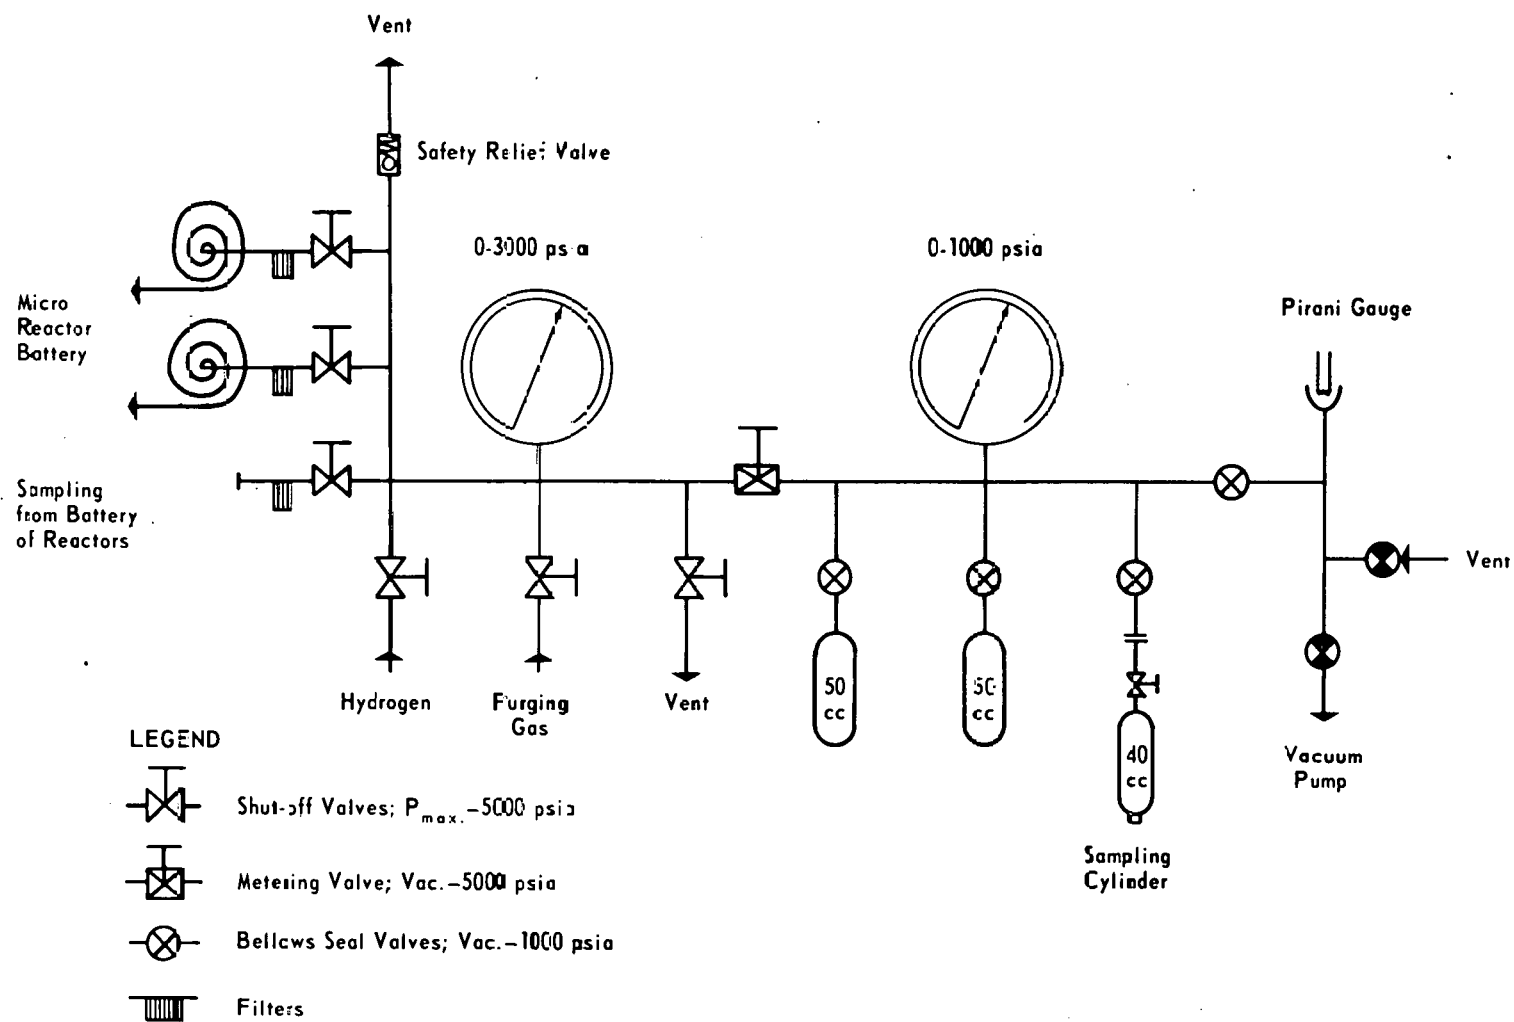 Vent
Safety Relief Valve
0-3000 psia
0-1000 psia
Micro
Reactor
Battery
Pirani Gauge
Sampling
from Battery
of Reactors
Vent
Hydrogen
Purging
Gas
Vent
50
cc
50
cc
40
cc
Vacuum
Pump
Sampling
Cylinder
LEGEND
Shut-off Valves; Pmax.-5000 psia
Metering Valve; Vac.-5000 psia
Bellows Seal Valves; Vac.-1000 psia
Filters